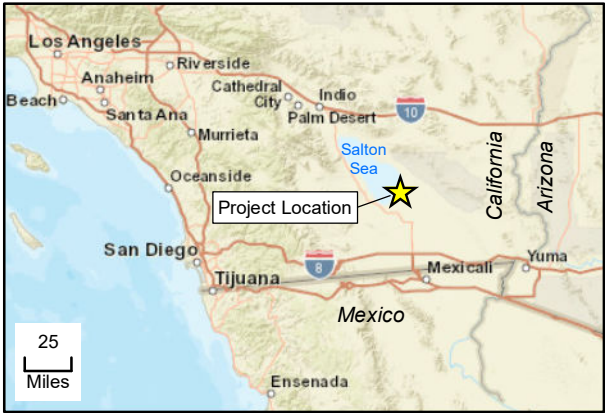 Los Angeles
Riverside
Anaheim
Cathedral
City
Indio
Beach
Santa Ana
Palm Desert
10
Murrieta
Salton
Sea
California
Arizona
Oceanside
Project Location
San Diego
8
Yuma
Tijuana
Mexicali
Mexico
25
Miles
Ensenada